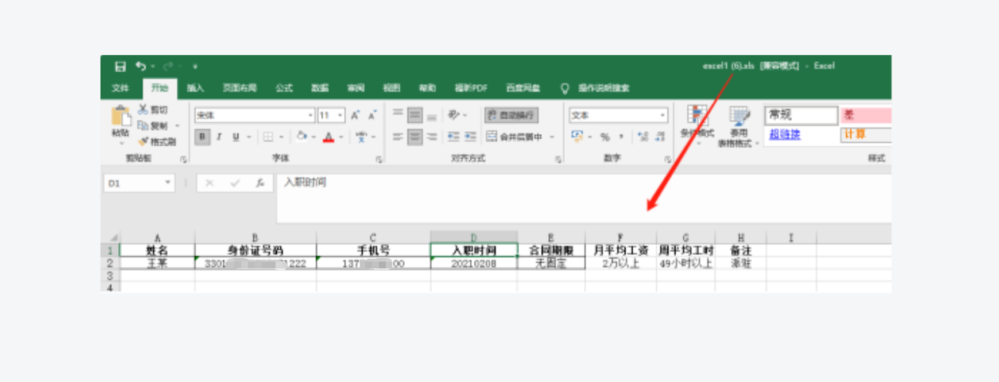 excel1 (6).xls [兼容模式] - Excel
文件 开始 插入 页面布局 公式 数据 审阅 视图 帮助 福昕PDF 百度网盘 操作说明搜索
剪切 宋体 11 自动换行 文本 常规 差
复制
粘贴 格式刷 B I U 合并后居中 % 条件格式 套用 超链接 计算
表格格式
剪贴板 字体 对齐方式 数字 样式
D1 fx 入职时间
A B C D E F G H I
1 姓名 身份证号码 手机号 入职时间 合同期限 月平均工资 周平均工时 备注
2 王某 3301 1222 137 00 20210208 无固定 2万以上 49小时以上 派驻
3
4